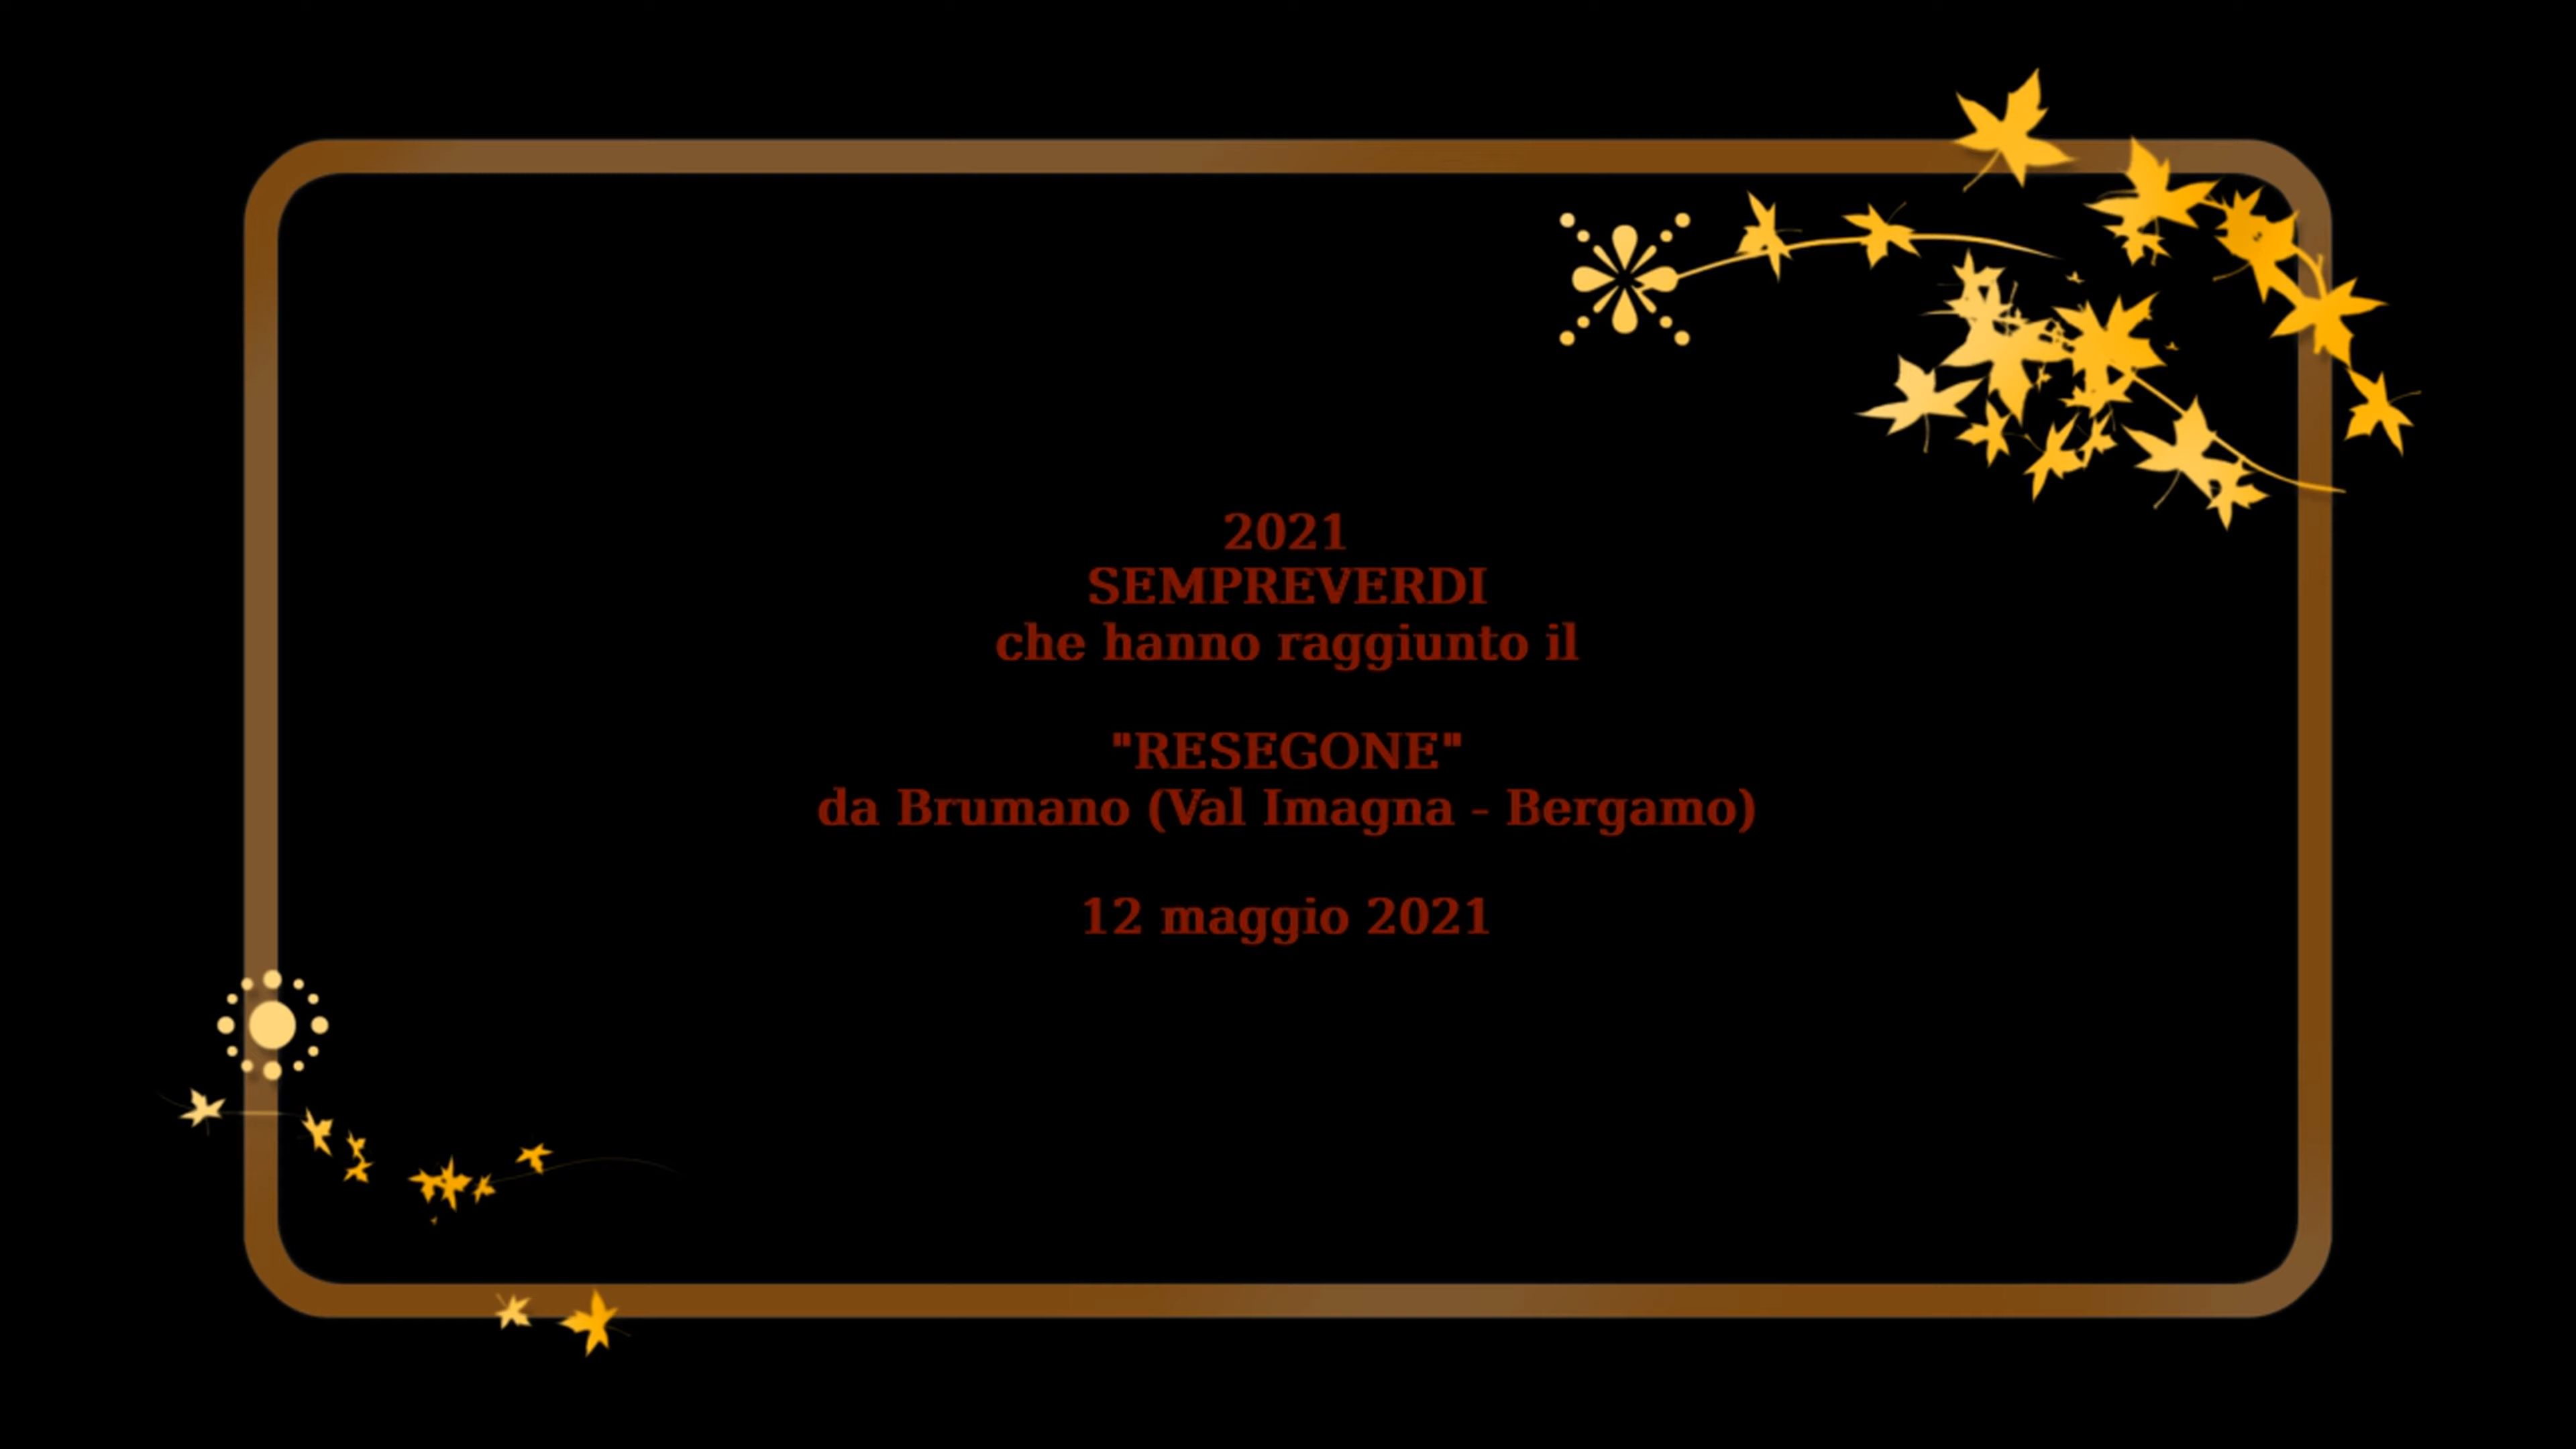 2021
SEMPREVERDI
che hanno raggiunto il
"RESEGONE"
da Brumano (Val Imagna - Bergamo)
12 maggio 2021